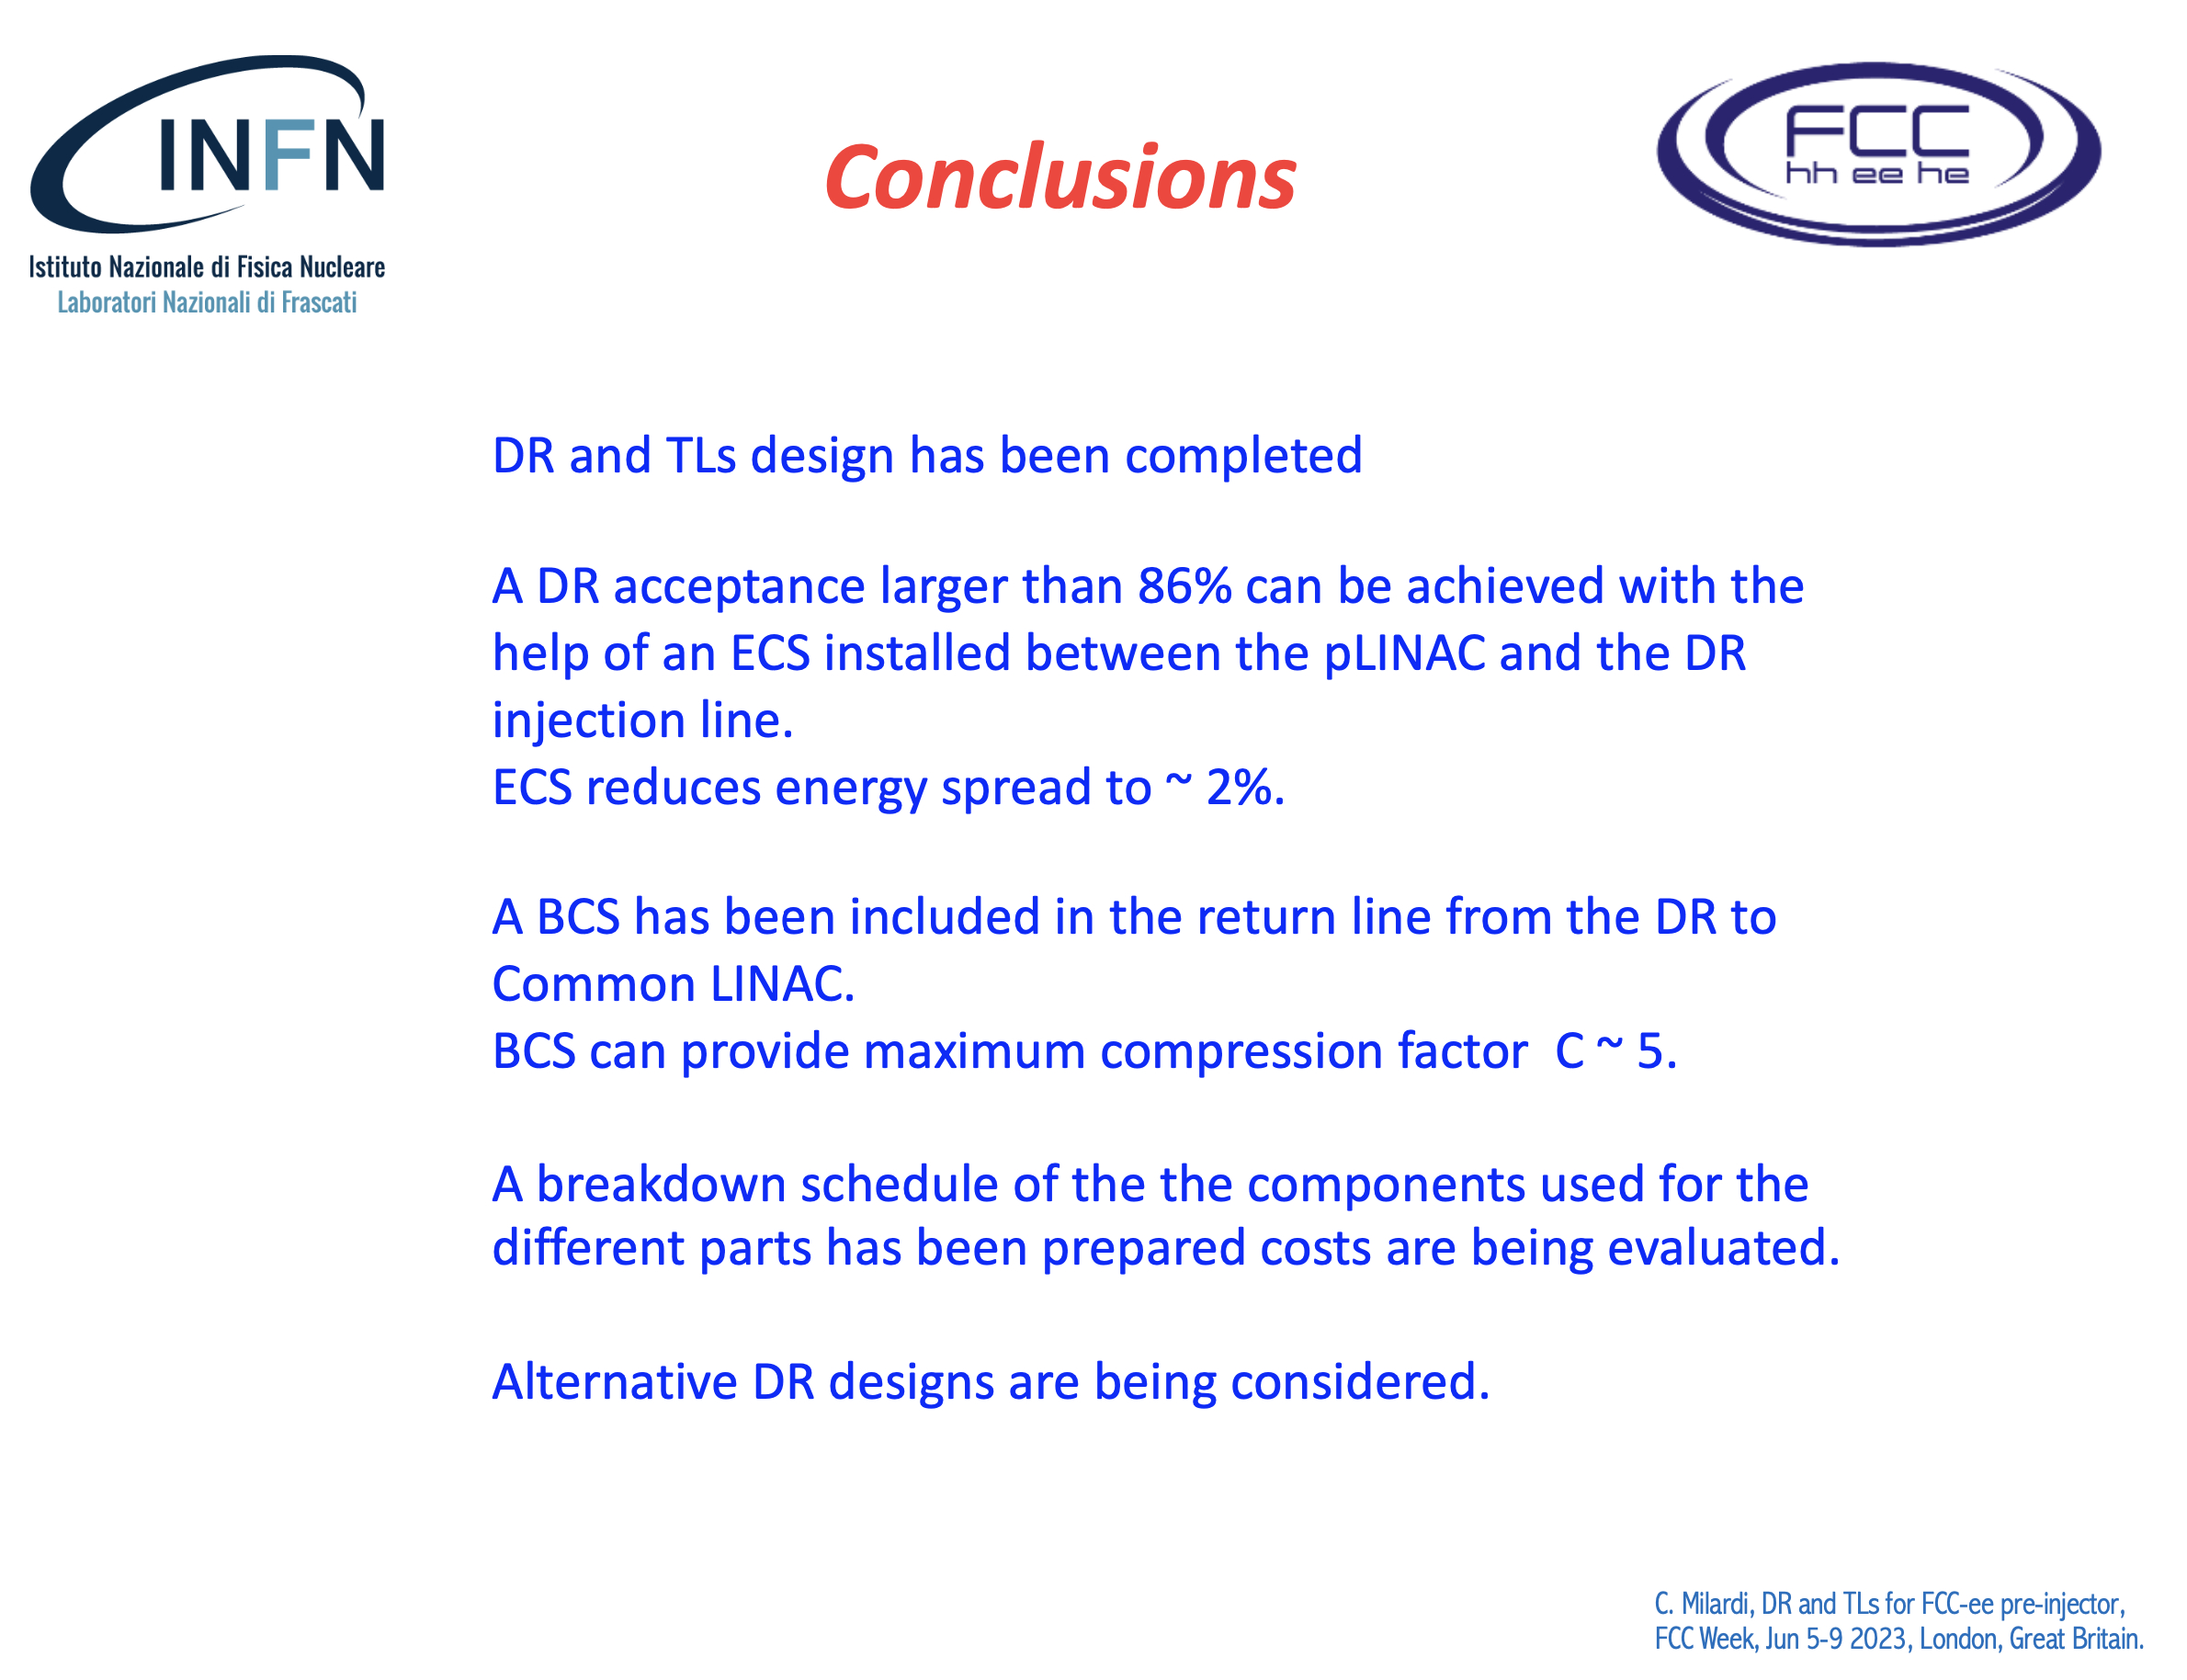 INFN
Istituto Nazionale di Fisica Nucleare
Laboratori Nazionali di Frascati
Conclusions
FCC
hh ee he
DR and TLs design has been completed
A DR acceptance larger than 86% can be achieved with the
help of an ECS installed between the pLINAC and the DR
injection line.
ECS reduces energy spread to ~ 2%.
A BCS has been included in the return line from the DR to
Common LINAC.
BCS can provide maximum compression factor  C ~ 5.
A breakdown schedule of the the components used for the
different parts has been prepared costs are being evaluated.
Alternative DR designs are being considered.
C. Milardi, DR and TLs for FCC-ee pre-injector,
FCC Week, Jun 5-9 2023, London, Great Britain.